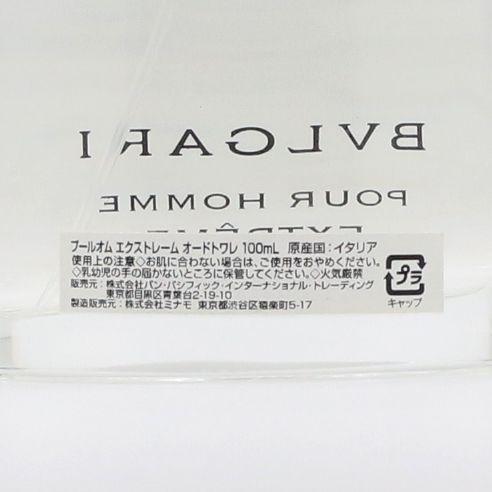 BVLGARI
POUR HOMME
EXTRÊME
プールオム エクストレーム オードトワレ 100mL 原産国：イタリア
使用上の注意◇お肌に合わない場合は、ご使用をおやめください。
◇乳幼児の手の届かないところに保管してください。◇火気厳禁
販売元：株式会社パン・パシフィック・インターナショナル・トレーディング
東京都目黒区青葉台2-19-10
製造販売元：株式会社ミナモ 東京都渋谷区猿楽町5-17
プラ
キャップ